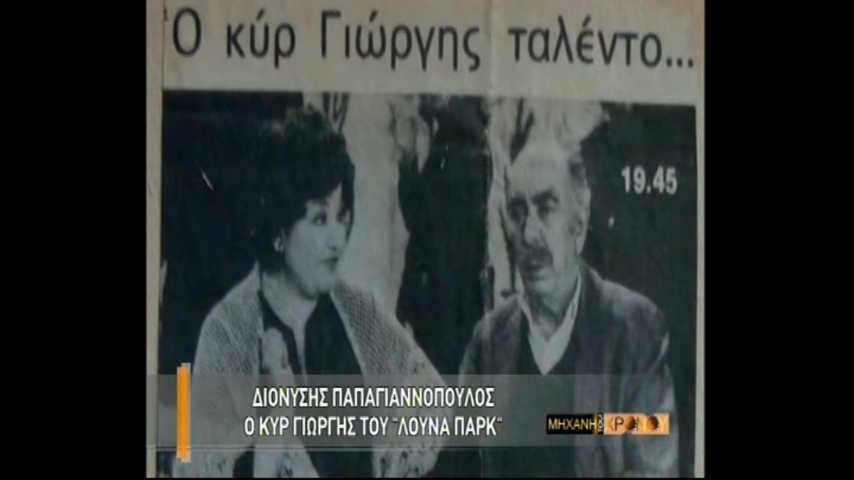 Ο κύρ Γιώργης ταλέντο...
19.45
ΔΙΟΝΥΣΗΣ ΠΑΠΑΓΙΑΝΝΟΠΟΥΛΟΣ
Ο ΚΥΡ ΓΙΩΡΓΗΣ ΤΟΥ "ΛΟΥΝΑ ΠΑΡΚ"
ΜΗΧΑΝΗ ΤΟΥ ΧΡΟΝΟΥ